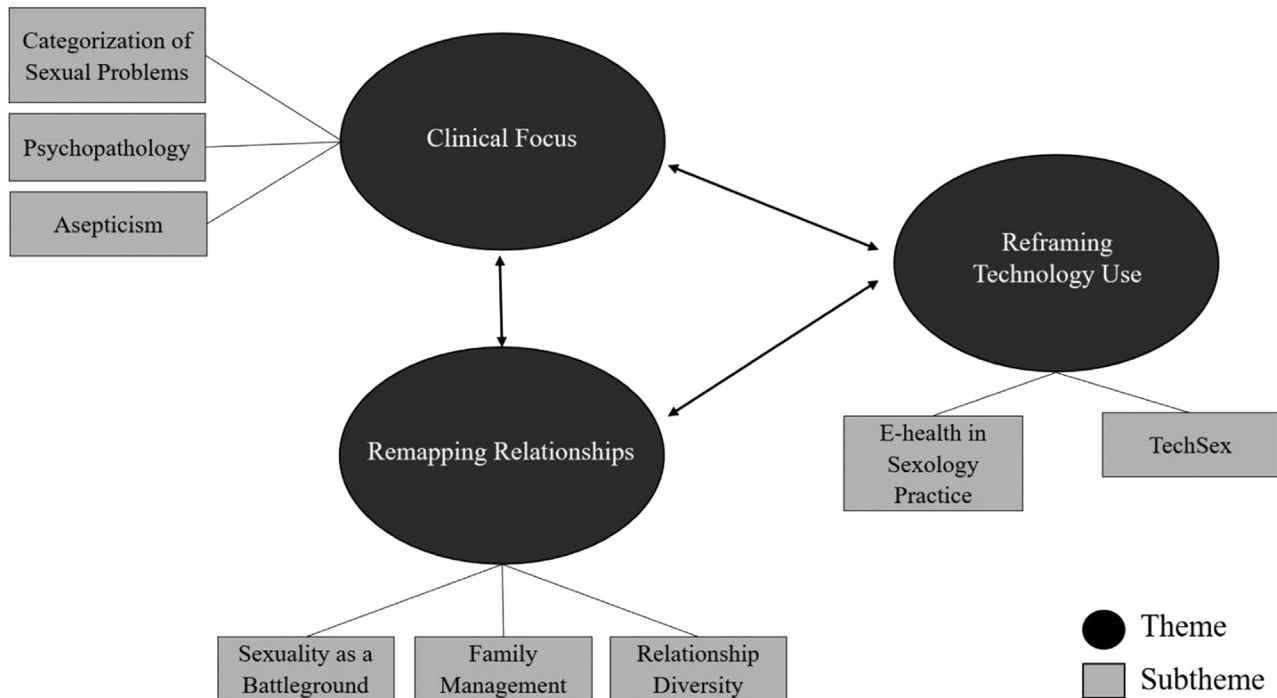 Categorization of
Sexual Problems
Psychopathology
Asepticism
Clinical Focus
Reframing
Technology Use
Remapping Relationships
E-health in
Sexology
Practice
TechSex
Sexuality as a
Battleground
Family
Management
Relationship
Diversity
Theme
Subtheme